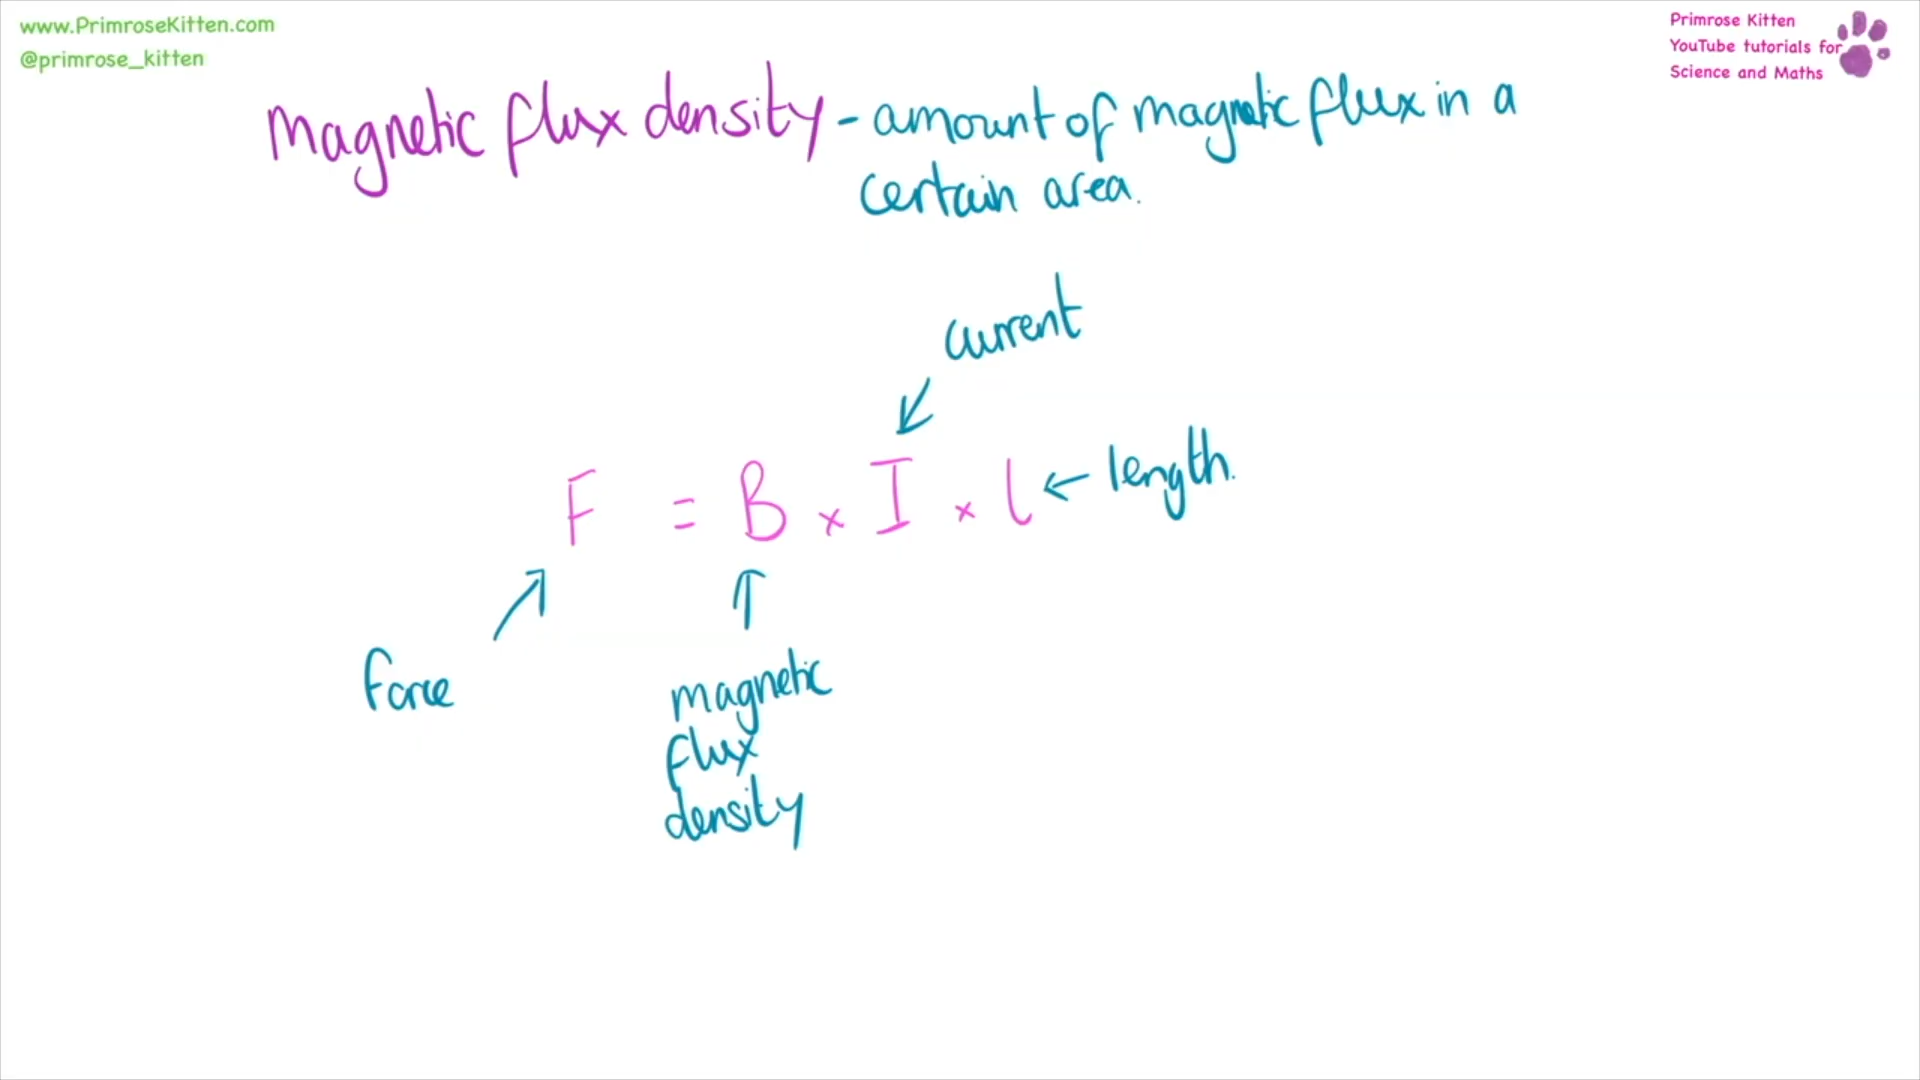 www.PrimroseKitten.com
@primrose_kitten
Primrose Kitten
YouTube tutorials for
Science and Maths
Magnetic flux density - amount of magnetic flux in a
certain area.
current
F = B x I x l ← length.
force
magnetic
flux
density